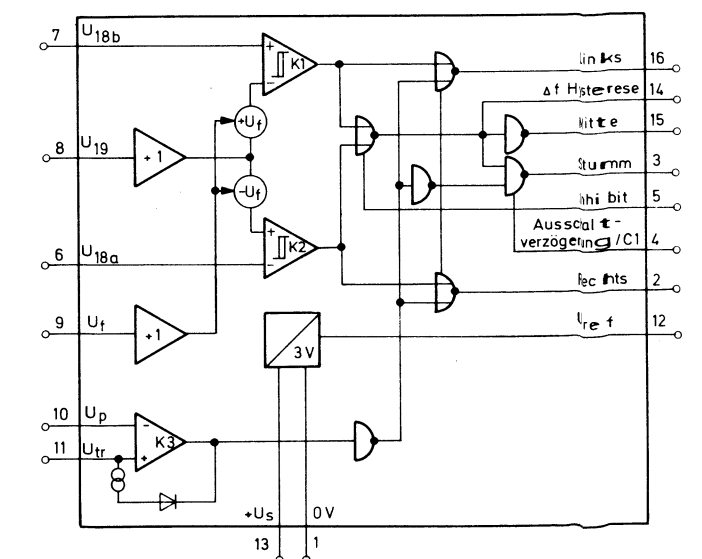 7 U18b
K1
+
-
links 16
Δf Hysterese 14
+Uf
Mitte 15
8 U19
+1
Stumm 3
-Uf
Inhibit 5
Ausschalt-
verzögerung/C1 4
+
K2
-
6 U18a
Rechts 2
9 Uf
+1
Uref 12
3V
10 Up
-
K3
11 Utr
+
+Us 0V
13 1